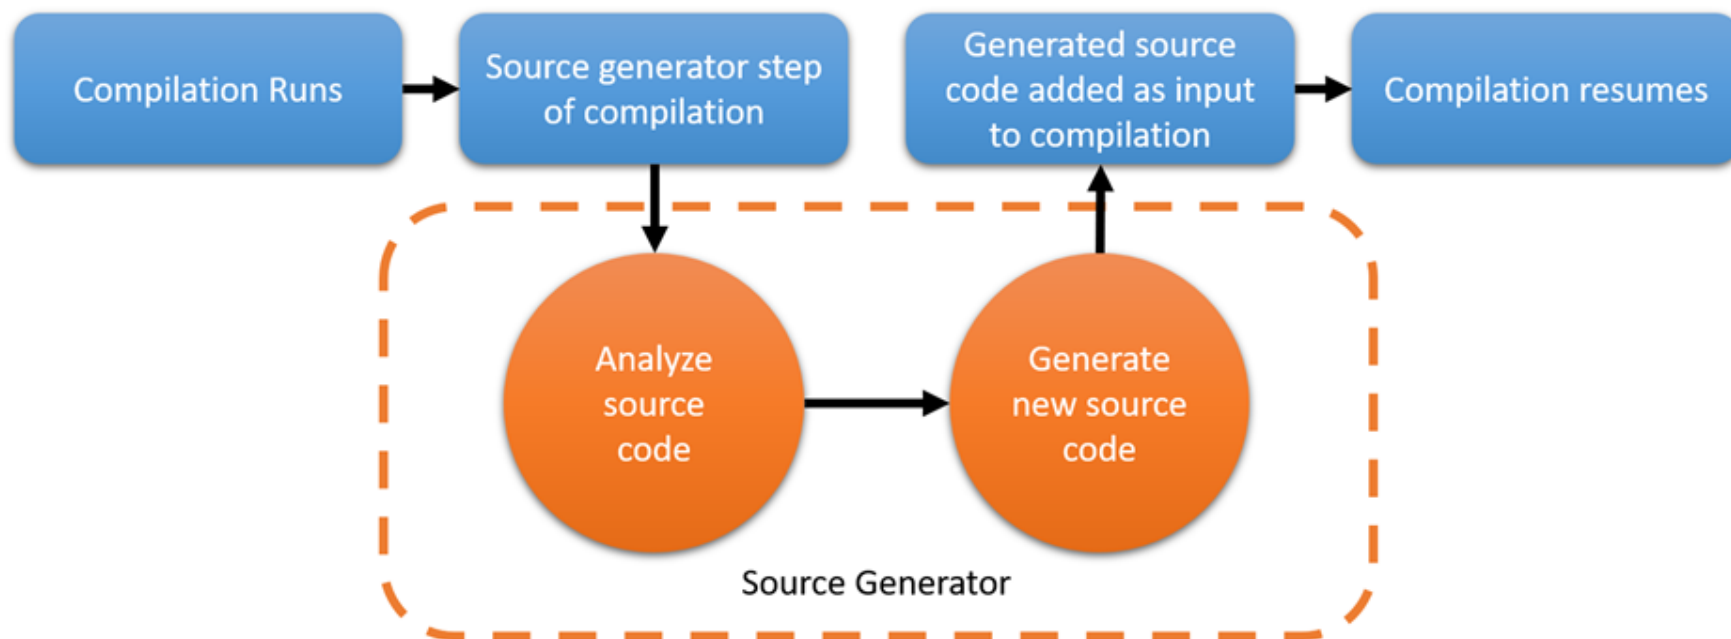 Compilation Runs
Source generator step
of compilation
Generated source
code added as input
to compilation
Compilation resumes
Analyze
source
code
Generate
new source
code
Source Generator